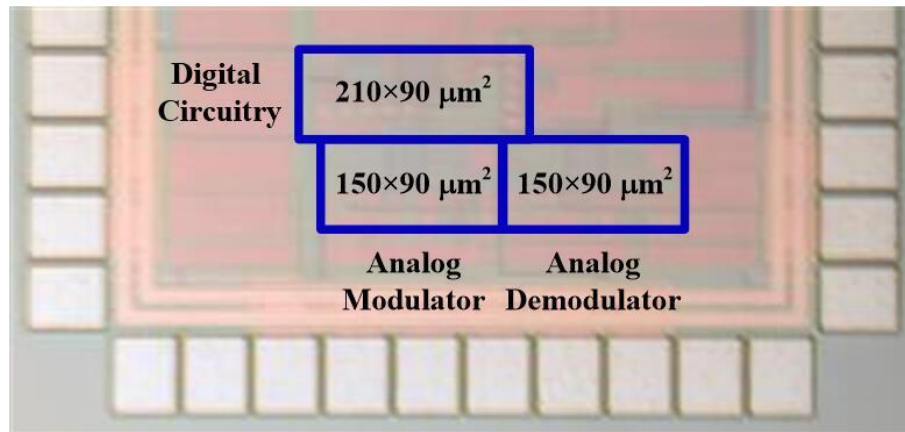 Digital
Circuitry
210×90 μm²
150×90 μm²
150×90 μm²
Analog
Modulator
Analog
Demodulator